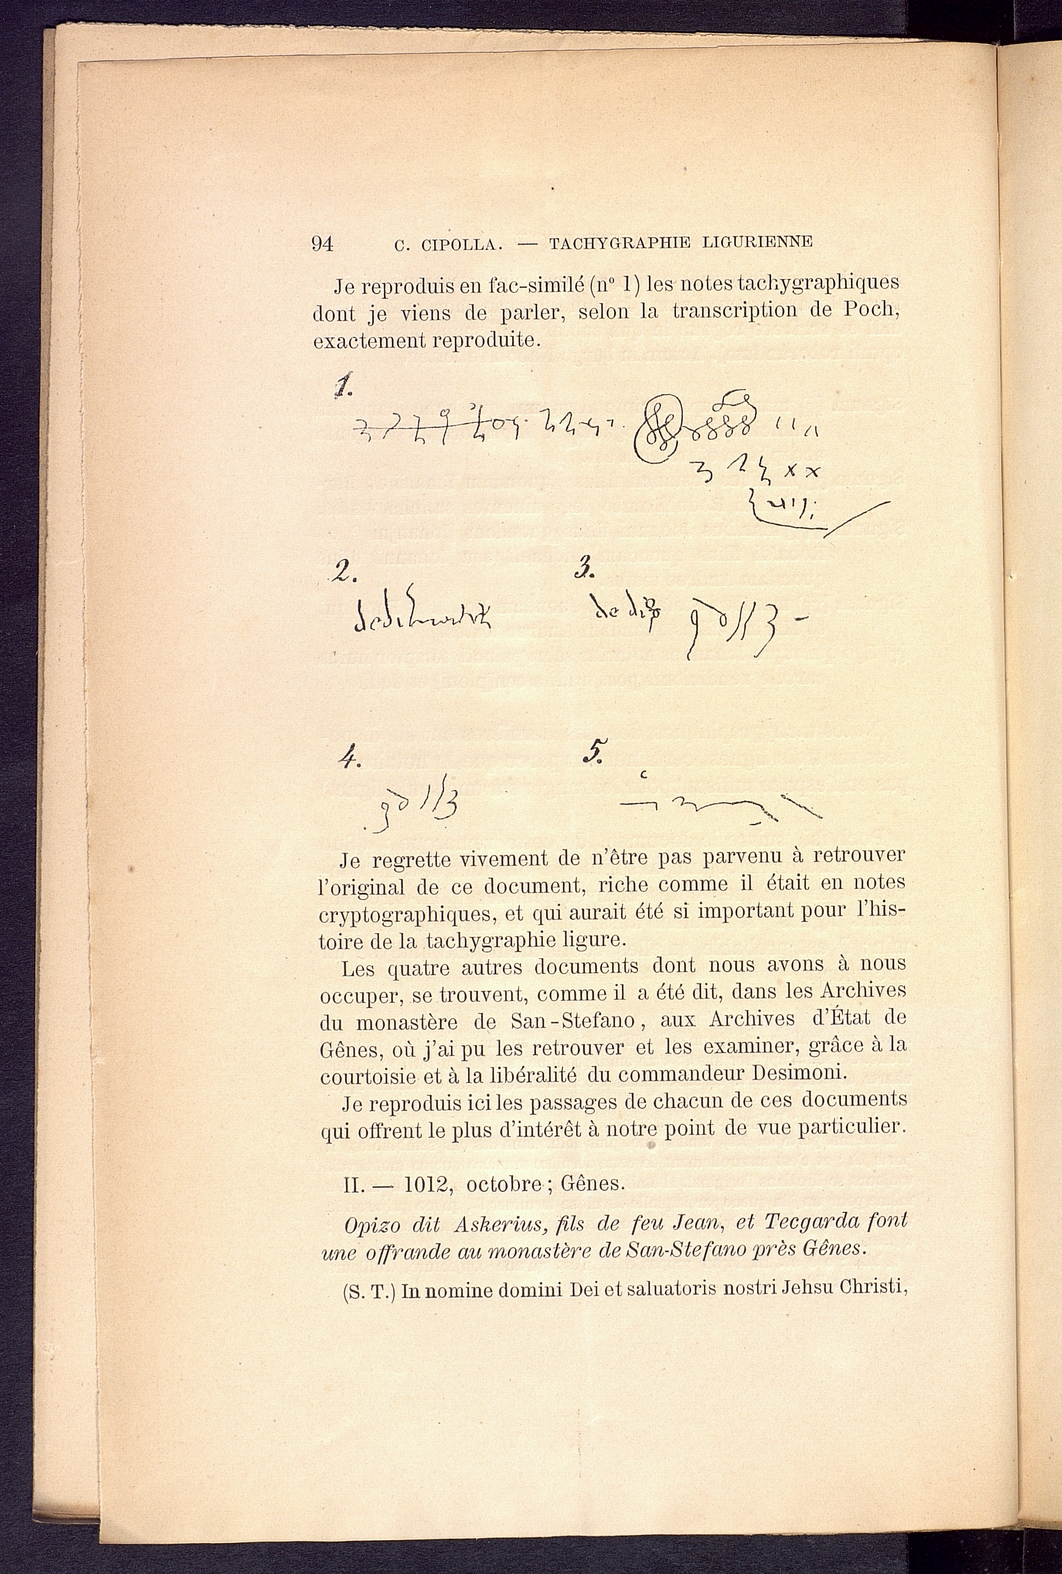 94 C. CIPOLLA. — TACHYGRAPHIE LIGURIENNE
Je reproduis en fac-similé (n° 1) les notes tachygraphiques
dont je viens de parler, selon la transcription de Poch,
exactement reproduite.
1.
2. 3.
4. 5.
Je regrette vivement de n'être pas parvenu à retrouver
l'original de ce document, riche comme il était en notes
cryptographiques, et qui aurait été si important pour l'his-
toire de la tachygraphie ligure.
Les quatre autres documents dont nous avons à nous
occuper, se trouvent, comme il a été dit, dans les Archives
du monastère de San-Stefano, aux Archives d'État de
Gênes, où j'ai pu les retrouver et les examiner, grâce à la
courtoisie et à la libéralité du commandeur Desimoni.
Je reproduis ici les passages de chacun de ces documents
qui offrent le plus d'intérêt à notre point de vue particulier.
II. — 1012, octobre; Gênes.
Opizo dit Askerius, fils de feu Jean, et Tecgarda font
une offrande au monastère de San-Stefano près Gênes.
(S. T.) In nomine domini Dei et saluatoris nostri Jehsu Christi,